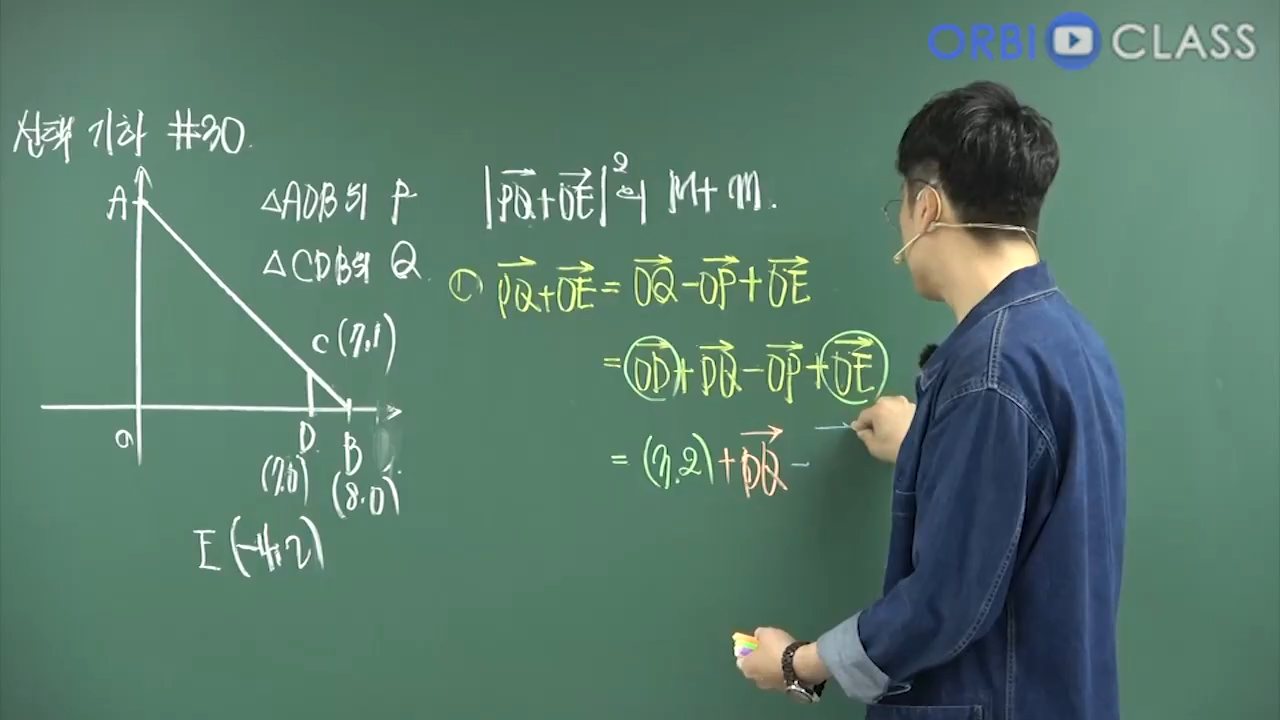 ORBI CLASS
선택 기하 #30.
A
△AOB의 P
△CDB의 Q
C(7,1)
O
D
(7,0)
B
(8,0)
E(-4,2)
|PQ+OE|²의 M+m.
① PQ+OE = OQ-OP+OE
= OD+DQ-OP+OE
= (7,2)+DQ-